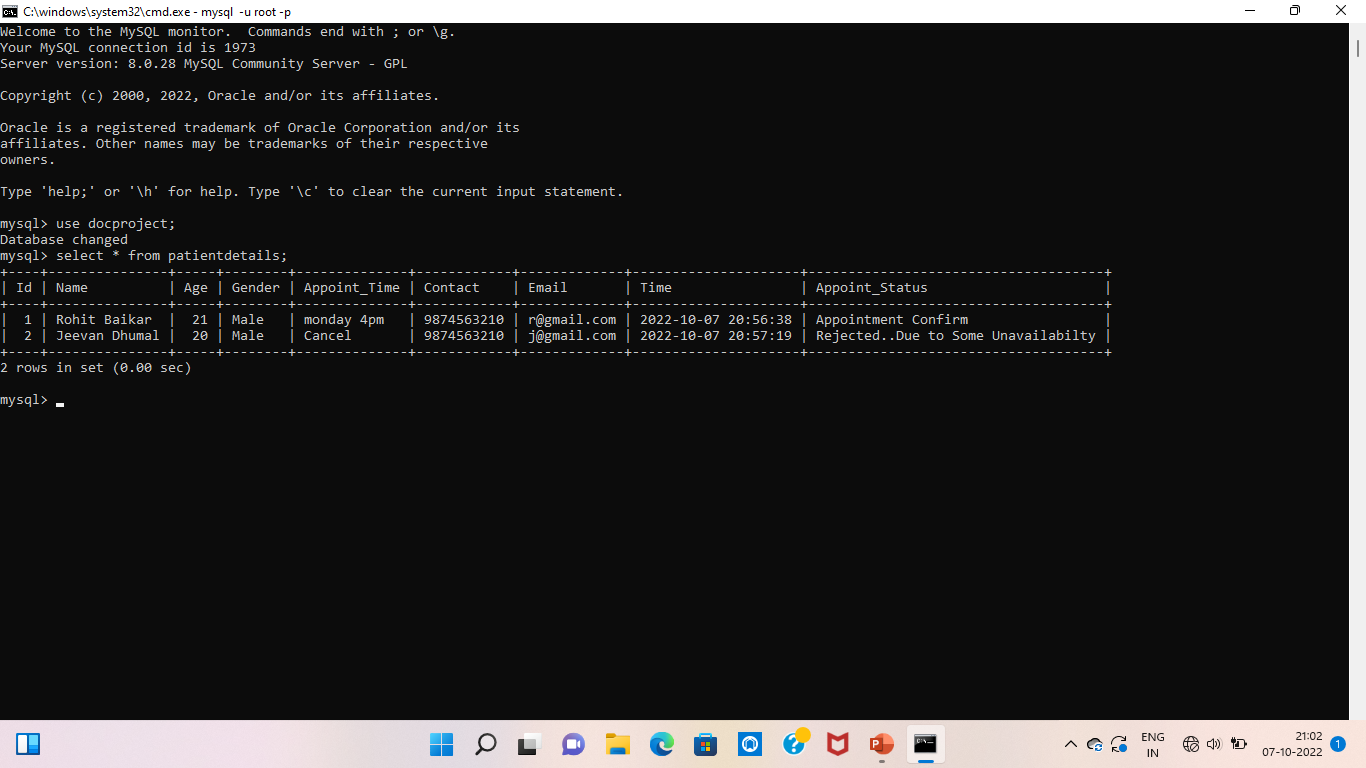 C:\windows\system32\cmd.exe - mysql  -u root -p
Welcome to the MySQL monitor.  Commands end with ; or \g.
Your MySQL connection id is 1973
Server version: 8.0.28 MySQL Community Server - GPL
Copyright (c) 2000, 2022, Oracle and/or its affiliates.
Oracle is a registered trademark of Oracle Corporation and/or its
affiliates. Other names may be trademarks of their respective
owners.
Type 'help;' or '\h' for help. Type '\c' to clear the current input statement.
mysql> use docproject;
Database changed
mysql> select * from patientdetails;
+----+---------------+-----+--------+--------------+------------+-------------+---------------------+-------------------------------------+
| Id | Name          | Age | Gender | Appoint_Time | Contact    | Email       | Time                | Appoint_Status                      |
+----+---------------+-----+--------+--------------+------------+-------------+---------------------+-------------------------------------+
|  1 | Rohit Baikar  |  21 | Male   | monday 4pm   | 9874563210 | r@gmail.com | 2022-10-07 20:56:38 | Appointment Confirm                 |
|  2 | Jeevan Dhumal |  20 | Male   | Cancel       | 9874563210 | j@gmail.com | 2022-10-07 20:57:19 | Rejected..Due to Some Unavailabilty |
+----+---------------+-----+--------+--------------+------------+-------------+---------------------+-------------------------------------+
2 rows in set (0.00 sec)
mysql>
ENG
IN
21:02
07-10-2022
1